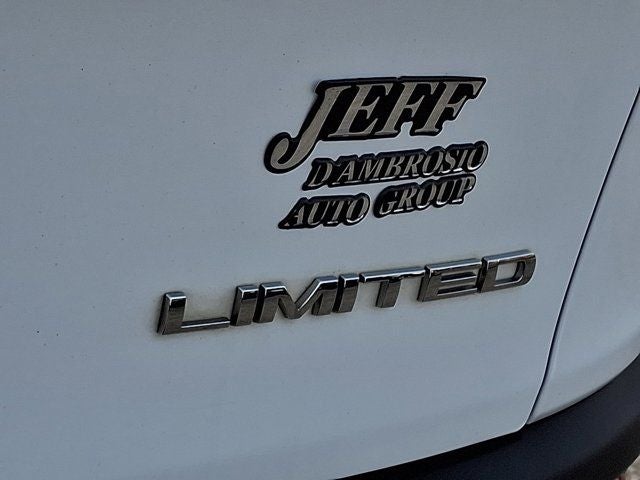 JEFF
D'AMBROSIO
AUTO GROUP
LIMITED